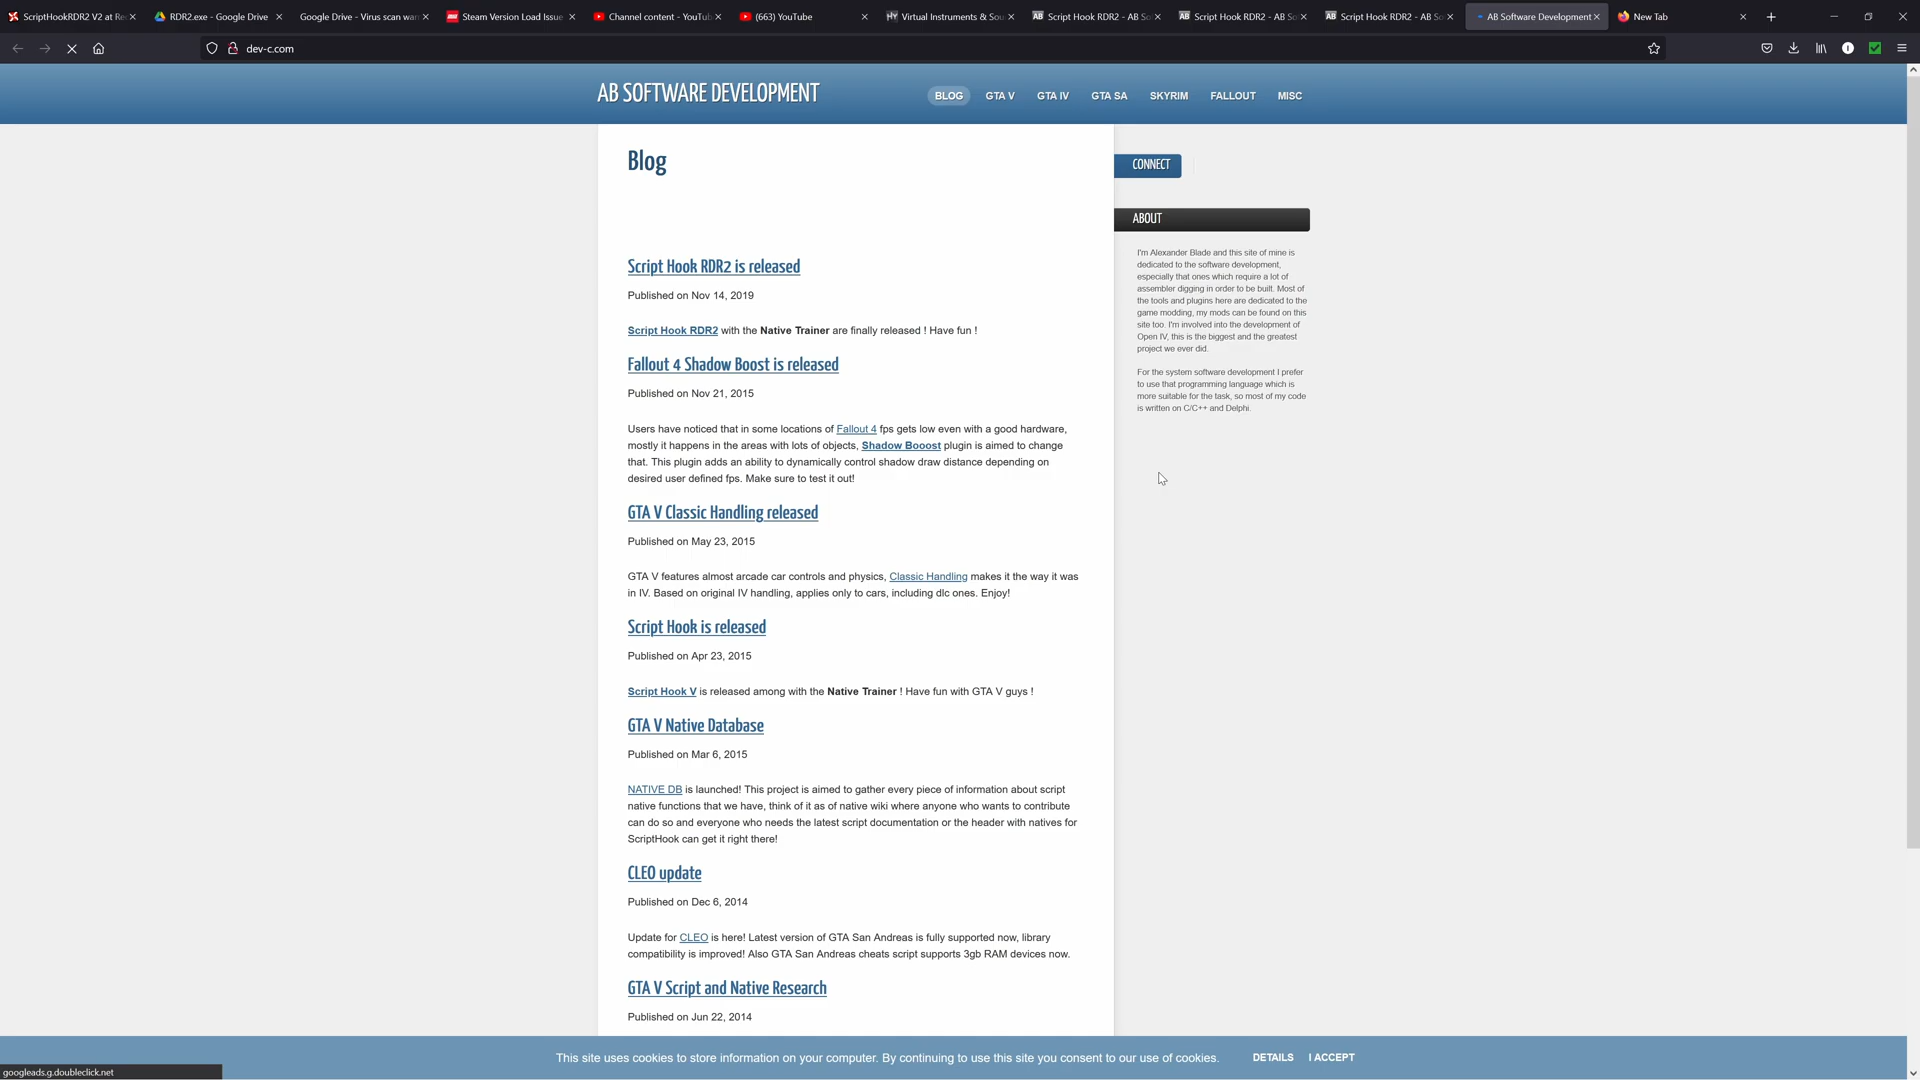 ScriptHookRDR2 V2 at Re
RDR2.exe - Google Drive
Google Drive - Virus scan war
Steam Version Load Issue
Channel content - YouTu
(663) YouTube
Virtual Instruments & Sou
Script Hook RDR2 - AB So
Script Hook RDR2 - AB So
Script Hook RDR2 - AB So
AB Software Development
New Tab
dev-c.com
AB SOFTWARE DEVELOPMENT
BLOG
GTA V
GTA IV
GTA SA
SKYRIM
FALLOUT
MISC
Blog
Script Hook RDR2 is released
Published on Nov 14, 2019
Script Hook RDR2 with the Native Trainer are finally released ! Have fun !
Fallout 4 Shadow Boost is released
Published on Nov 21, 2015
Users have noticed that in some locations of Fallout 4 fps gets low even with a good hardware,
mostly it happens in the areas with lots of objects, Shadow Booost plugin is aimed to change
that. This plugin adds an ability to dynamically control shadow draw distance depending on
desired user defined fps. Make sure to test it out!
GTA V Classic Handling released
Published on May 23, 2015
GTA V features almost arcade car controls and physics, Classic Handling makes it the way it was
in IV. Based on original IV handling, applies only to cars, including dlc ones. Enjoy!
Script Hook is released
Published on Apr 23, 2015
Script Hook V is released among with the Native Trainer ! Have fun with GTA V guys !
GTA V Native Database
Published on Mar 6, 2015
NATIVE DB is launched! This project is aimed to gather every piece of information about script
native functions that we have, think of it as of native wiki where anyone who wants to contribute
can do so and everyone who needs the latest script documentation or the header with natives for
ScriptHook can get it right there!
CLEO update
Published on Dec 6, 2014
Update for CLEO is here! Latest version of GTA San Andreas is fully supported now, library
compatibility is improved! Also GTA San Andreas cheats script supports 3gb RAM devices now.
GTA V Script and Native Research
Published on Jun 22, 2014
CONNECT
ABOUT
I'm Alexander Blade and this site of mine is
dedicated to the software development,
especially that ones which require a lot of
assembler digging in order to be built. Most of
the tools and plugins here are dedicated to the
game modding, my mods can be found on this
site too. I'm involved into the development of
Open IV, this is the biggest and the greatest
project we ever did.
For the system software development I prefer
to use that programming language which is
more suitable for the task, so most of my code
is written on C/C++ and Delphi.
This site uses cookies to store information on your computer. By continuing to use this site you consent to our use of cookies.
DETAILS
I ACCEPT
googleads.g.doubleclick.net